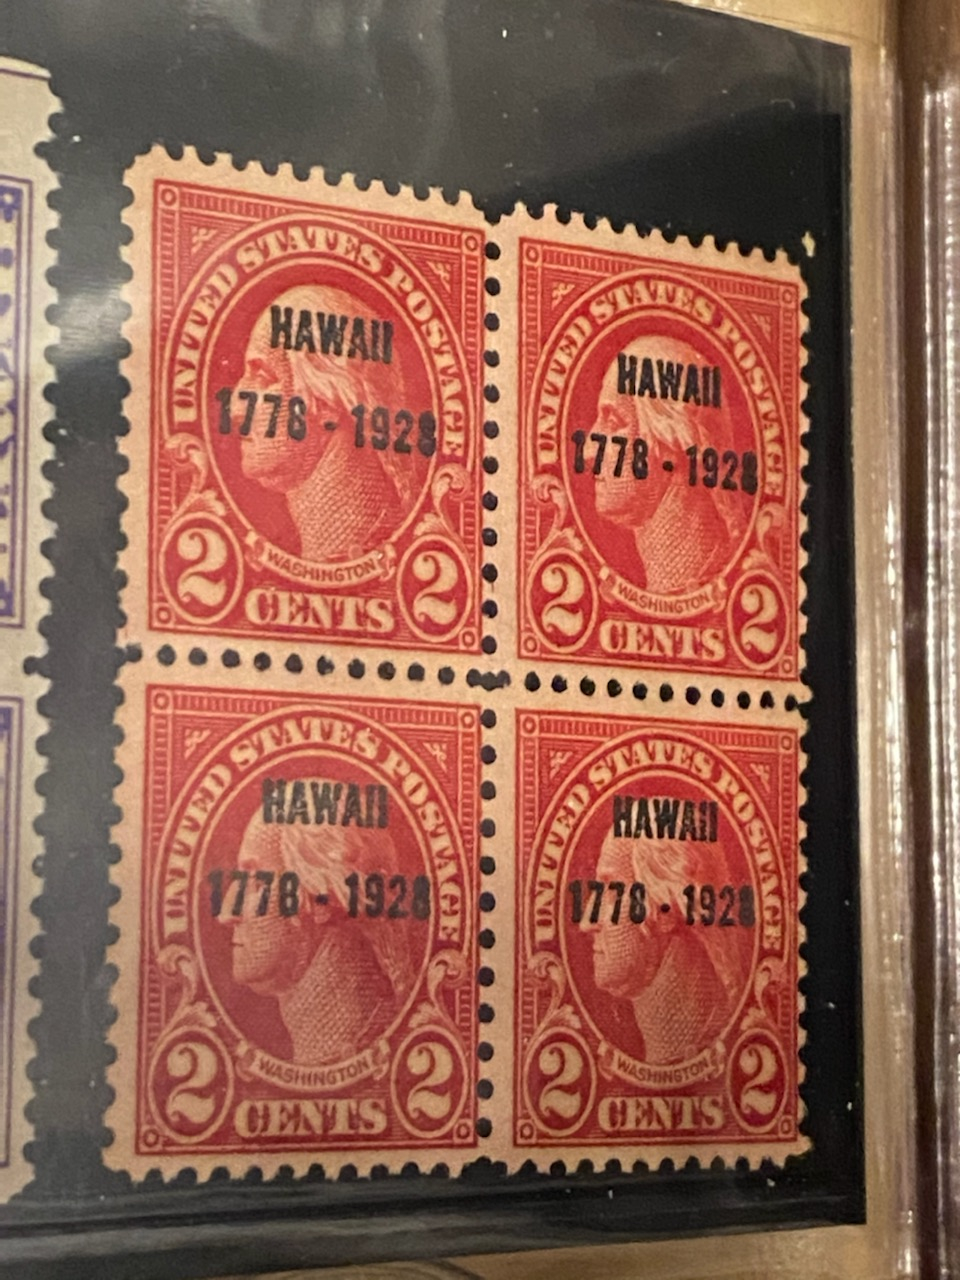 UNITED STATES POSTAGE
HAWAII
1778 - 1928
WASHINGTON
2 CENTS 2
UNITED STATES POSTAGE
HAWAII
1778 - 1928
WASHINGTON
2 CENTS 2
UNITED STATES POSTAGE
HAWAII
1778 - 1928
WASHINGTON
2 CENTS 2
UNITED STATES POSTAGE
HAWAII
1778 - 1928
WASHINGTON
2 CENTS 2